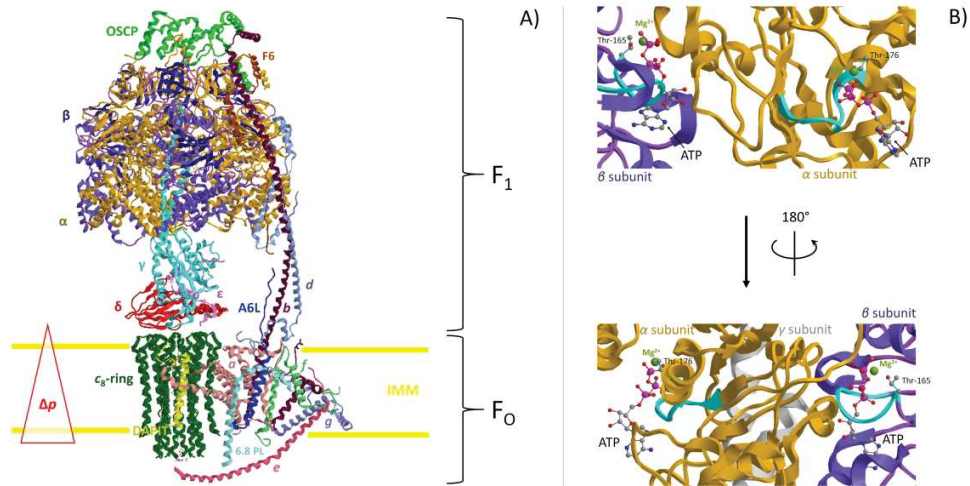 A)
OSCP
F6
β
α
γ
ε
δ
A6L
b
d
F₁
c₈-ring
a
f
g
DAPIT
6.8 PL
e
Δp
IMM
F_O
B)
Thr-165
Mg²⁺
Thr-176
ATP
ATP
β subunit
α subunit
180°
β subunit
α subunit
γ subunit
Mg²⁺
Thr-176
Mg²⁺
Thr-165
ATP
ATP